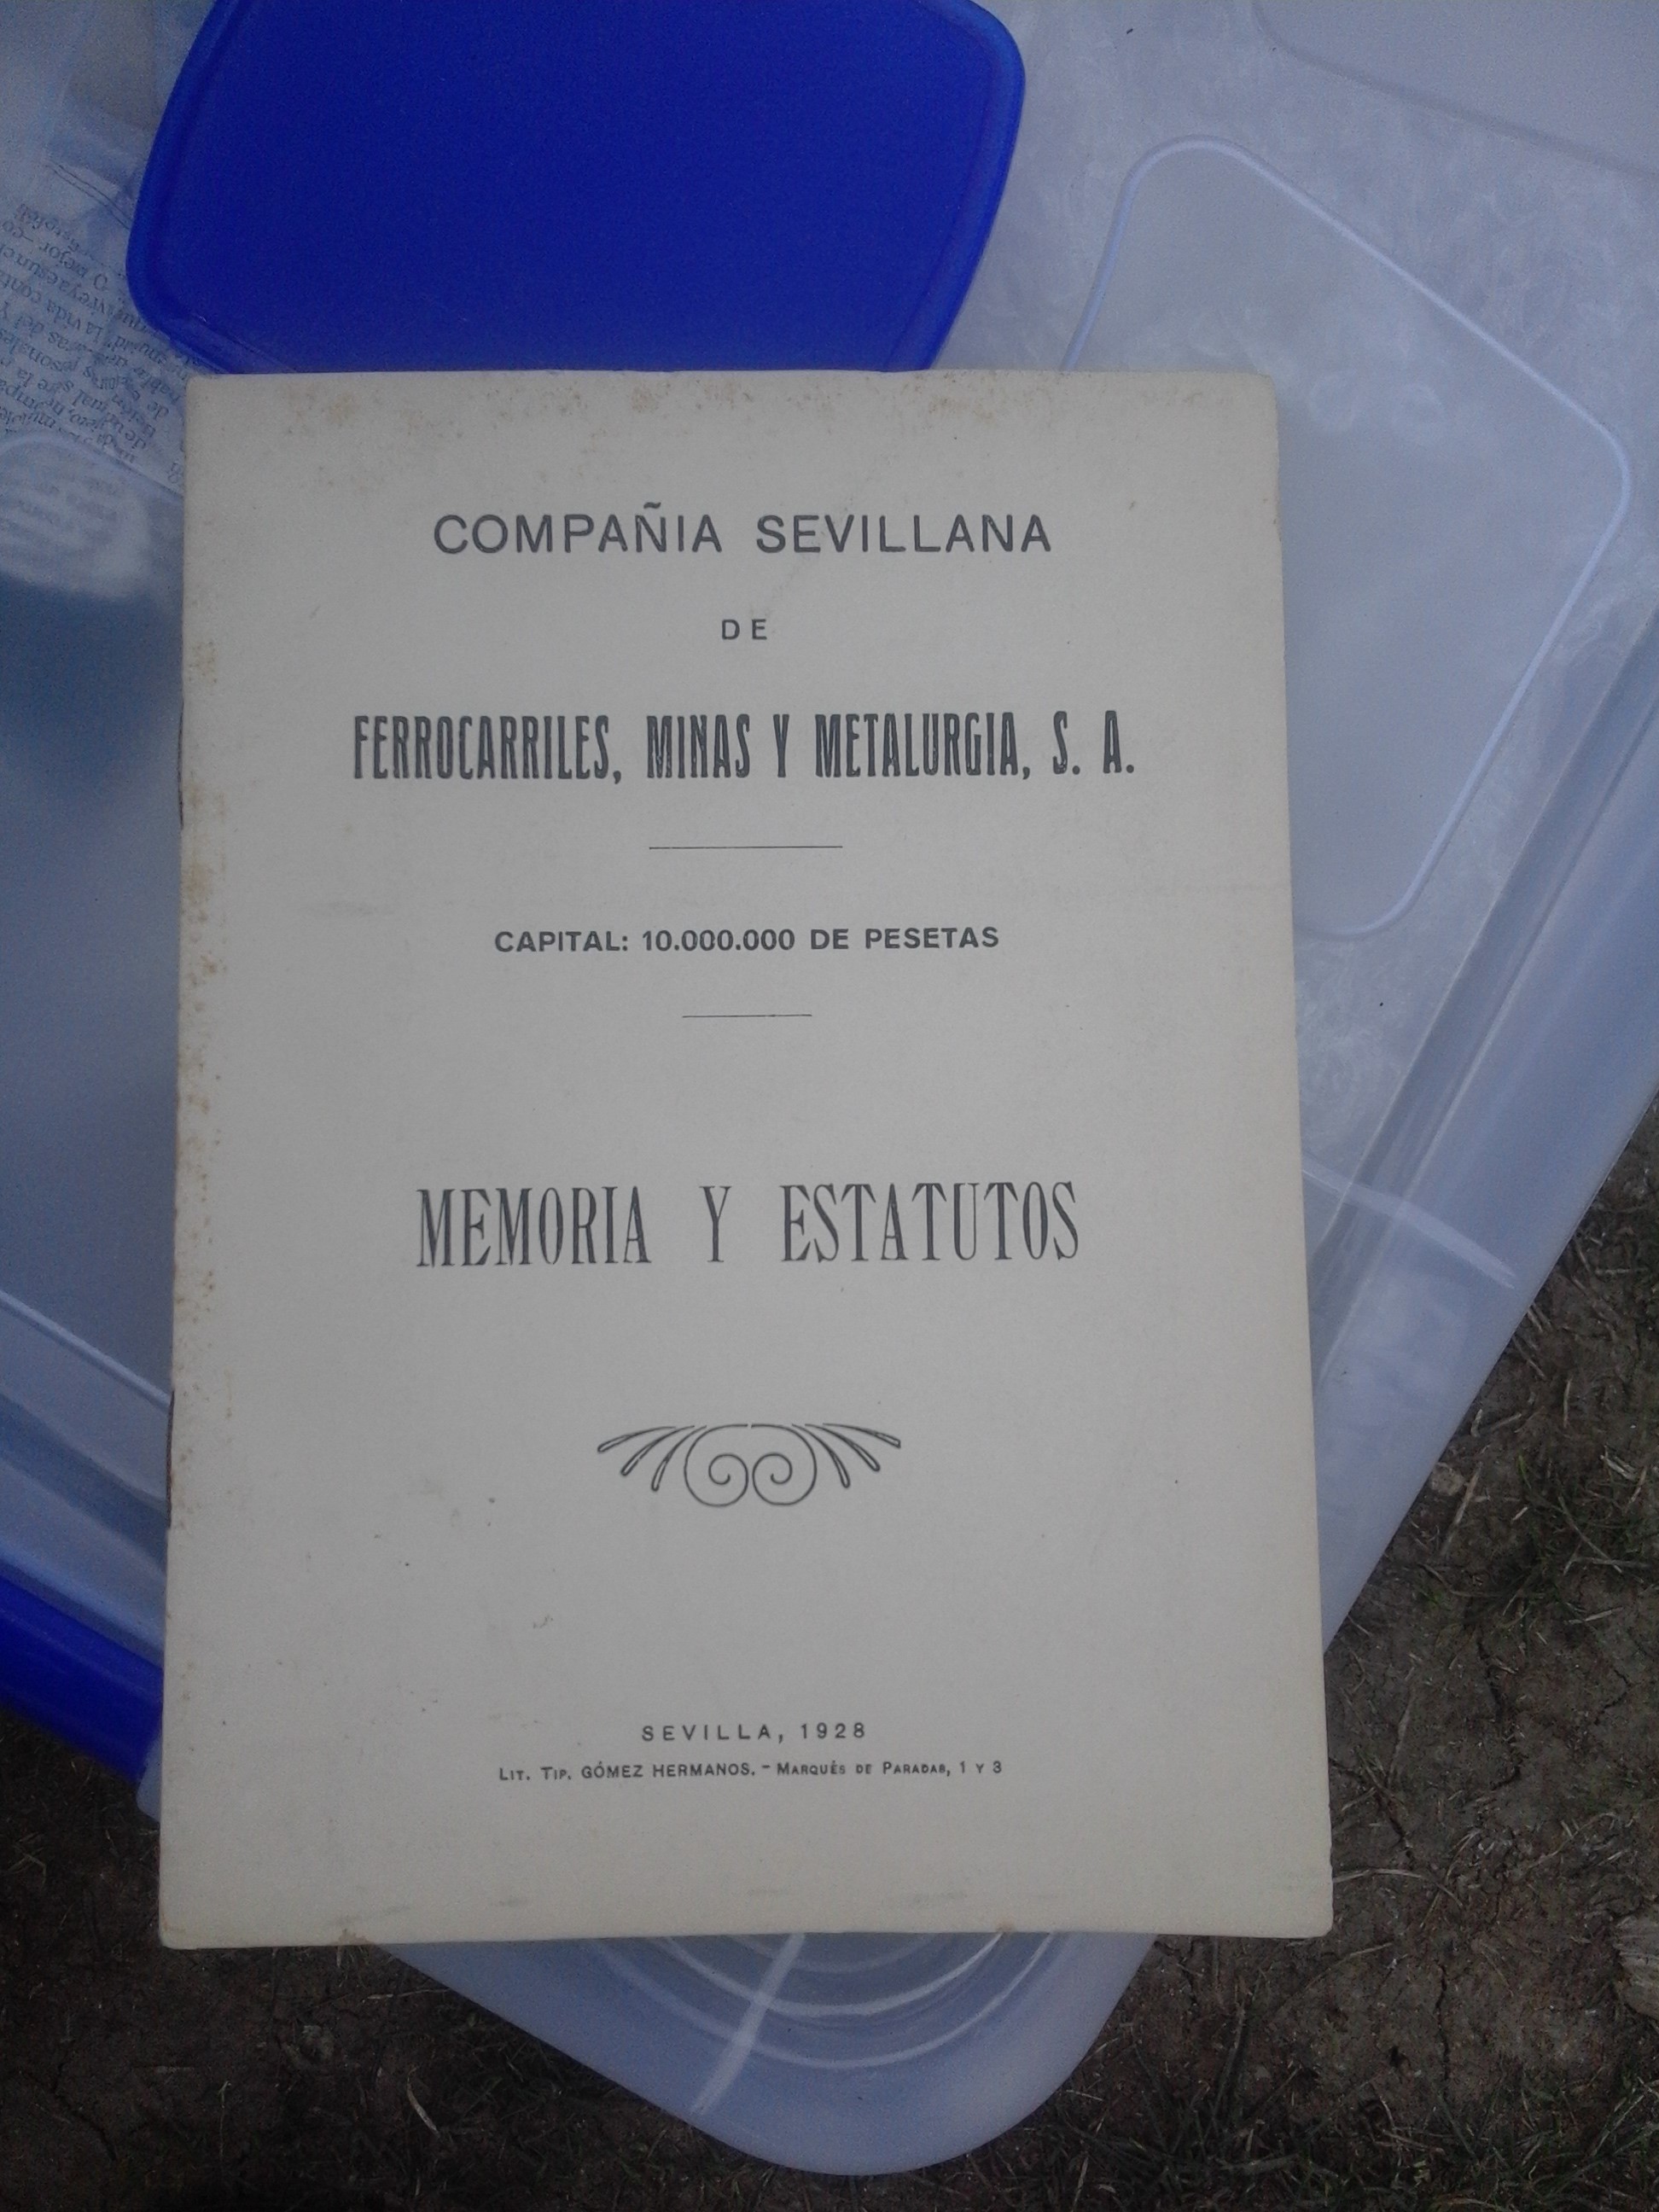 COMPAÑIA SEVILLANA
DE
FERROCARRILES, MINAS Y METALURGIA, S. A.
CAPITAL: 10.000.000 DE PESETAS
MEMORIA Y ESTATUTOS
SEVILLA, 1928
LIT. TIP. GÓMEZ HERMANOS. - MARQUÉS DE PARADAS, 1 Y 3